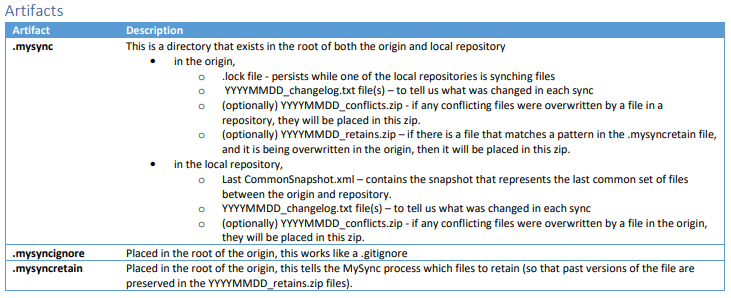 Artifacts
Artifact Description
.mysync This is a directory that exists in the root of both the origin and local repository
• in the origin,
o .lock file - persists while one of the local repositories is synching files
o YYYYMMDD_changelog.txt file(s) – to tell us what was changed in each sync
o (optionally) YYYYMMDD_conflicts.zip - if any conflicting files were overwritten by a file in a
repository, they will be placed in this zip.
o (optionally) YYYYMMDD_retains.zip – if there is a file that matches a pattern in the .mysyncretain file,
and it is being overwritten in the origin, then it will be placed in this zip.
• in the local repository,
o Last CommonSnapshot.xml – contains the snapshot that represents the last common set of files
between the origin and repository.
o YYYYMMDD_changelog.txt file(s) – to tell us what was changed in each sync
o (optionally) YYYYMMDD_conflicts.zip - if any conflicting files were overwritten by a file in the origin,
they will be placed in this zip.
.mysyncignore Placed in the root of the origin, this works like a .gitignore
.mysyncretain Placed in the root of the origin, this tells the MySync process which files to retain (so that past versions of the file are
preserved in the YYYYMMDD_retains.zip files).